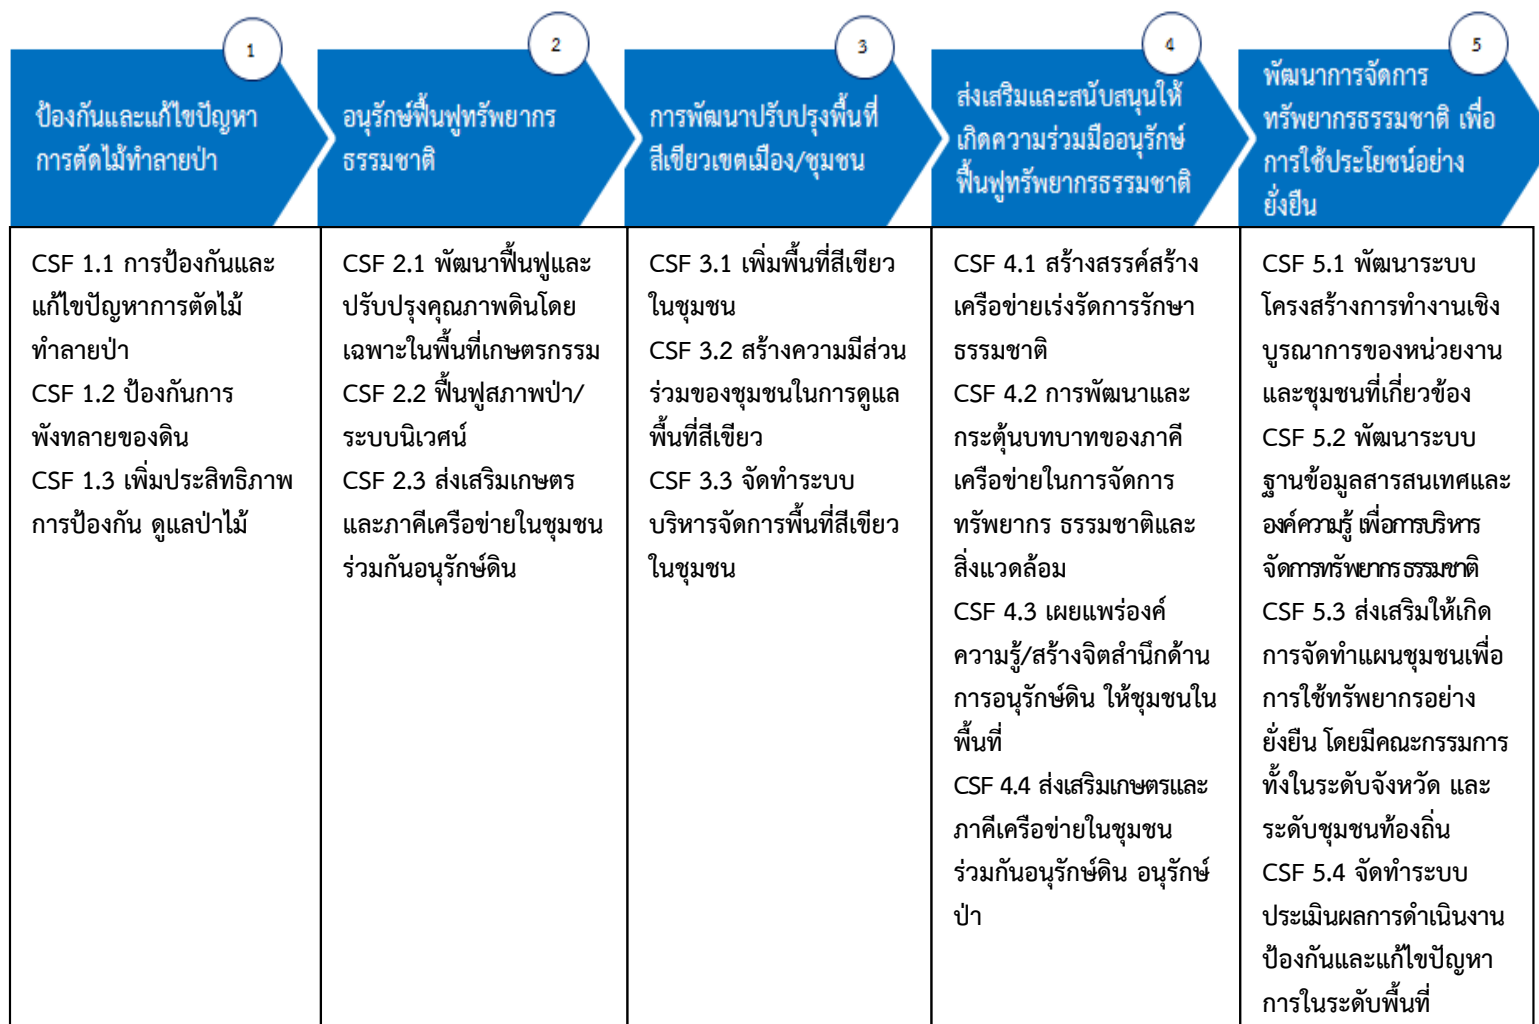 1
ป้องกันและแก้ไขปัญหา
การตัดไม้ทำลายป่า
2
อนุรักษ์ฟื้นฟูทรัพยากร
ธรรมชาติ
3
การพัฒนาปรับปรุงพื้นที่
สีเขียวเขตเมือง/ชุมชน
4
ส่งเสริมและสนับสนุนให้
เกิดความร่วมมืออนุรักษ์
ฟื้นฟูทรัพยากรธรรมชาติ
5
พัฒนาการจัดการ
ทรัพยากรธรรมชาติ เพื่อ
การใช้ประโยชน์อย่าง
ยั่งยืน
CSF 1.1 การป้องกันและ
แก้ไขปัญหาการตัดไม้
ทำลายป่า
CSF 1.2 ป้องกันการ
พังทลายของดิน
CSF 1.3 เพิ่มประสิทธิภาพ
การป้องกัน ดูแลป่าไม้
CSF 2.1 พัฒนาฟื้นฟูและ
ปรับปรุงคุณภาพดินโดย
เฉพาะในพื้นที่เกษตรกรรม
CSF 2.2 ฟื้นฟูสภาพป่า/
ระบบนิเวศน์
CSF 2.3 ส่งเสริมเกษตร
และภาคีเครือข่ายในชุมชน
ร่วมกันอนุรักษ์ดิน
CSF 3.1 เพิ่มพื้นที่สีเขียว
ในชุมชน
CSF 3.2 สร้างความมีส่วน
ร่วมของชุมชนในการดูแล
พื้นที่สีเขียว
CSF 3.3 จัดทำระบบ
บริหารจัดการพื้นที่สีเขียว
ในชุมชน
CSF 4.1 สร้างสรรค์สร้าง
เครือข่ายเร่งรัดการรักษา
ธรรมชาติ
CSF 4.2 การพัฒนาและ
กระตุ้นบทบาทของภาคี
เครือข่ายในการจัดการ
ทรัพยากร ธรรมชาติและ
สิ่งแวดล้อม
CSF 4.3 เผยแพร่องค์
ความรู้/สร้างจิตสำนึกด้าน
การอนุรักษ์ดิน ให้ชุมชนใน
พื้นที่
CSF 4.4 ส่งเสริมเกษตรและ
ภาคีเครือข่ายในชุมชน
ร่วมกันอนุรักษ์ดิน อนุรักษ์
ป่า
CSF 5.1 พัฒนาระบบ
โครงสร้างการทำงานเชิง
บูรณาการของหน่วยงาน
และชุมชนที่เกี่ยวข้อง
CSF 5.2 พัฒนาระบบ
ฐานข้อมูลสารสนเทศและ
องค์ความรู้ เพื่อการบริหาร
จัดการทรัพยากรธรรมชาติ
CSF 5.3 ส่งเสริมให้เกิด
การจัดทำแผนชุมชนเพื่อ
การใช้ทรัพยากรอย่าง
ยั่งยืน โดยมีคณะกรรมการ
ทั้งในระดับจังหวัด และ
ระดับชุมชนท้องถิ่น
CSF 5.4 จัดทำระบบ
ประเมินผลการดำเนินงาน
ป้องกันและแก้ไขปัญหา
การในระดับพื้นที่